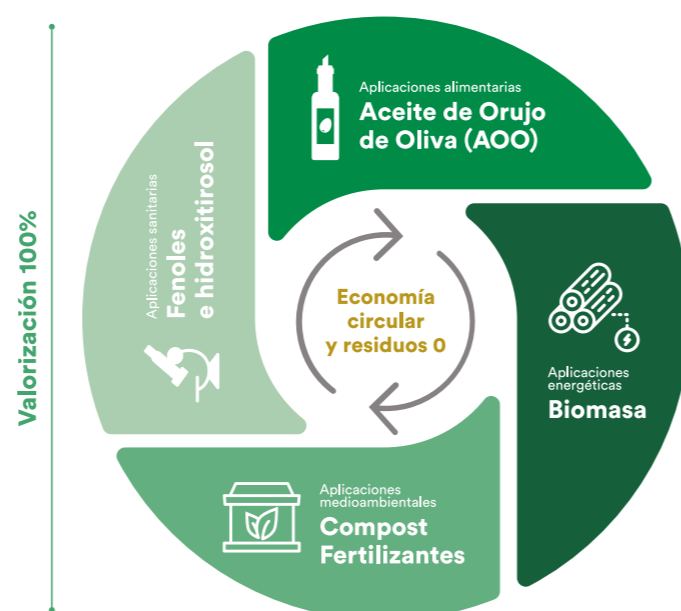 Valorización 100%
Aplicaciones alimentarias
Aceite de Orujo
de Oliva (AOO)
Aplicaciones sanitarias
Fenoles
e hidroxitirosol
Economía
circular
y residuos 0
Aplicaciones
energéticas
Biomasa
Aplicaciones
medioambientales
Compost
Fertilizantes